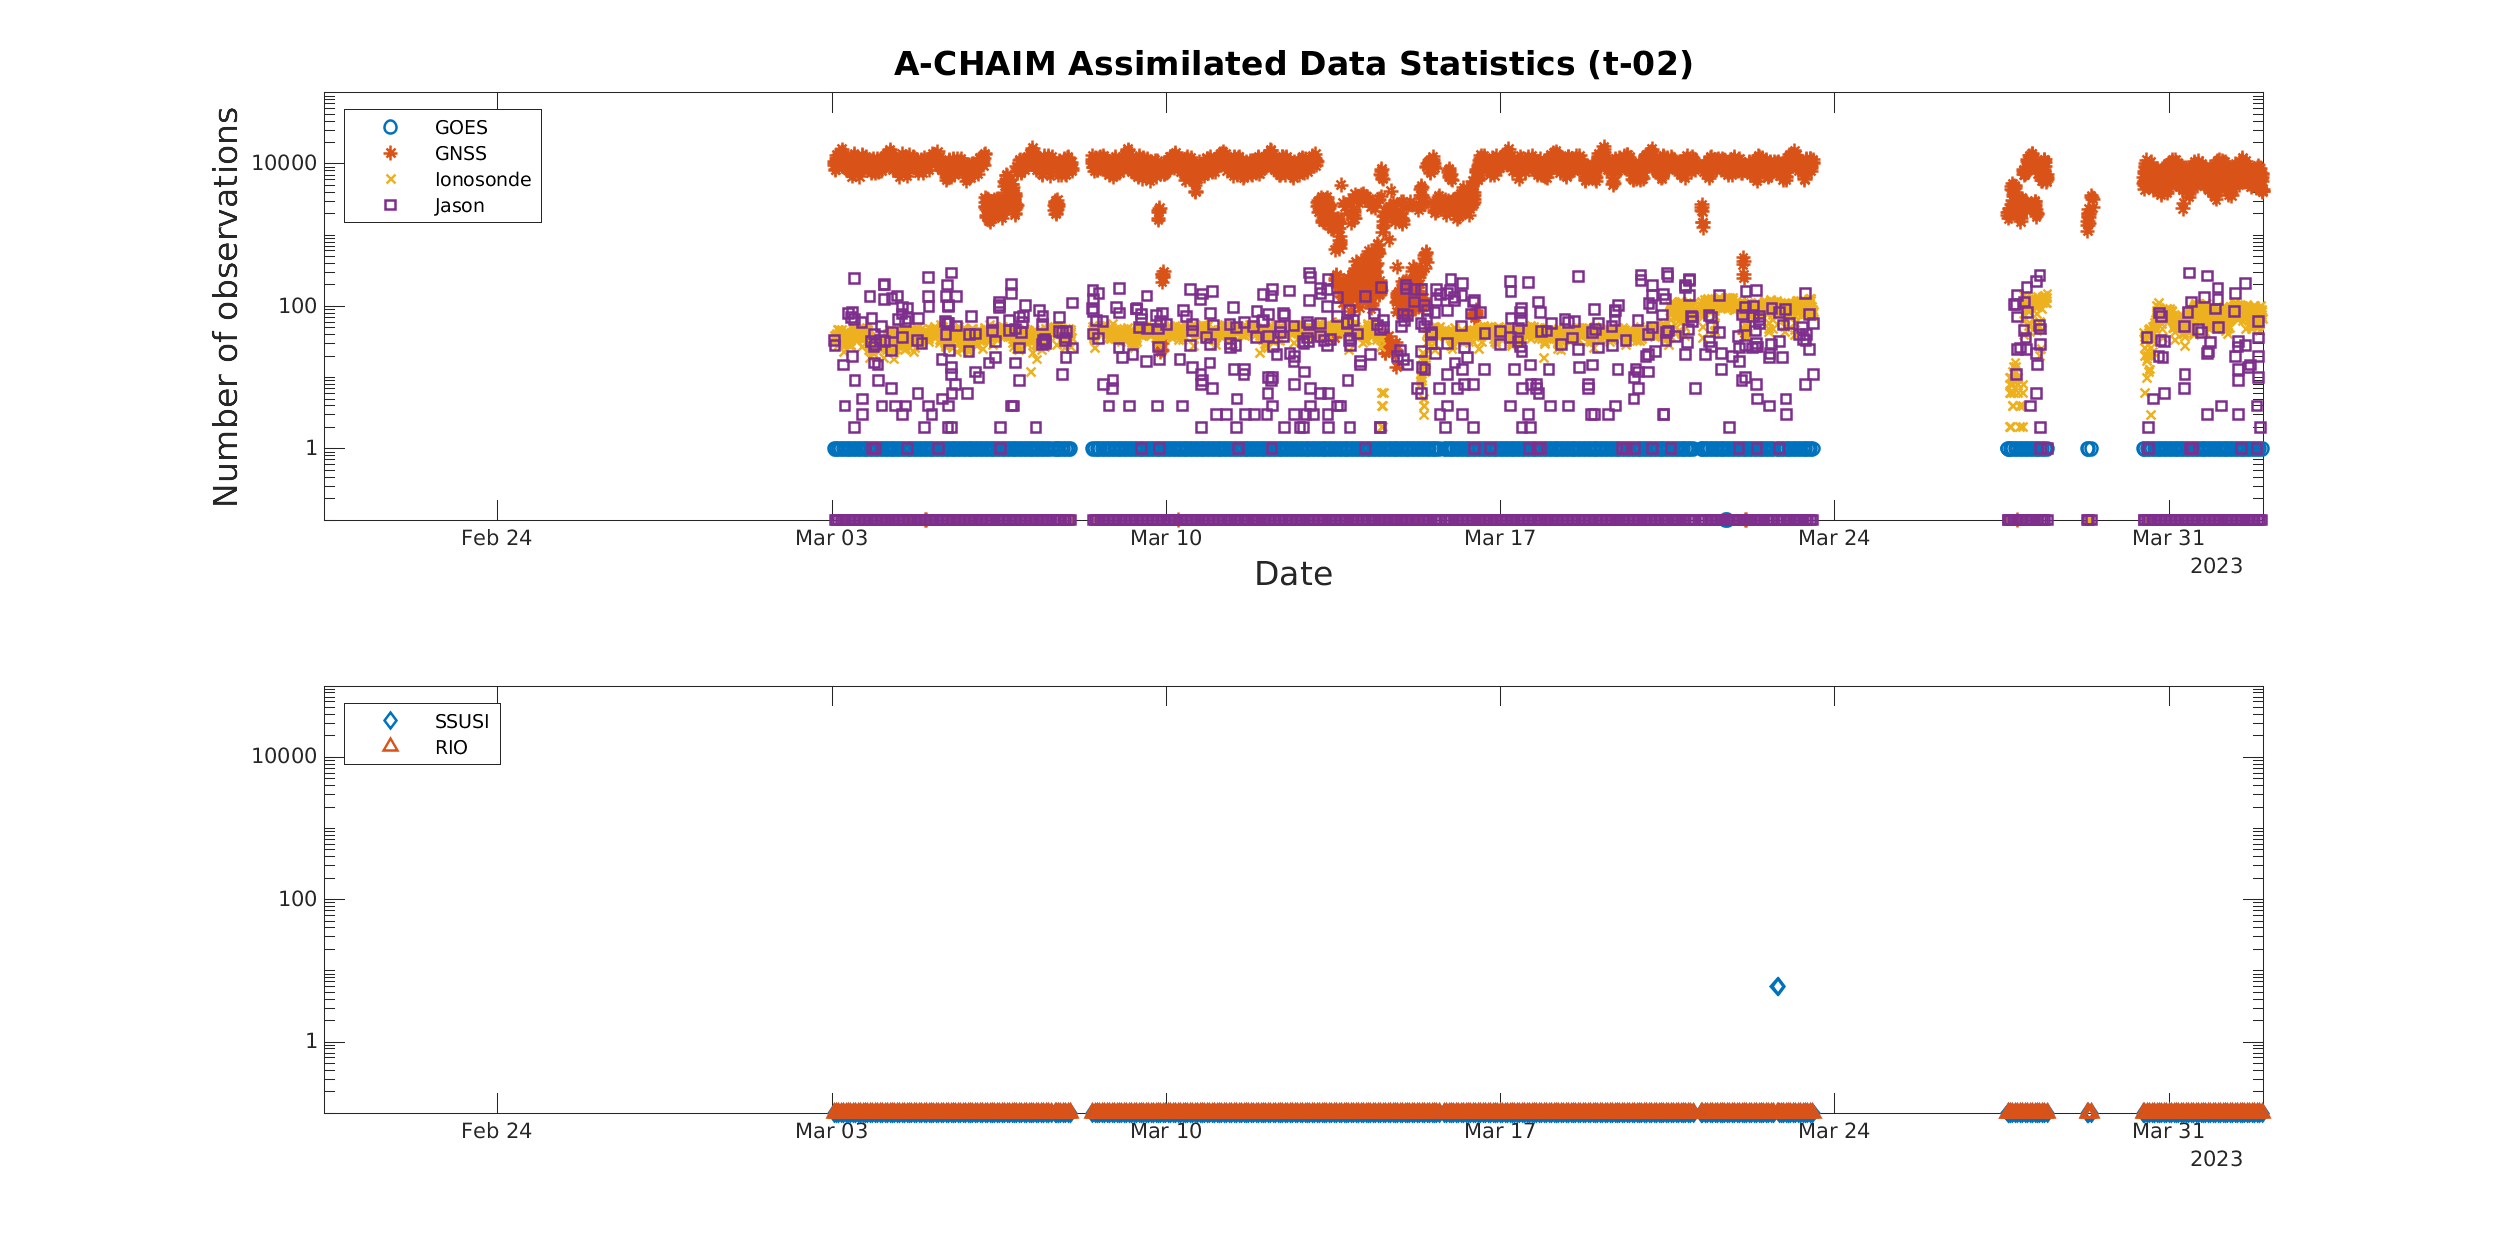 A-CHAIM Assimilated Data Statistics (t-02)
Number of observations
GOES
GNSS
Ionosonde
Jason
10000
100
1
Feb 24
Mar 03
Mar 10
Mar 17
Mar 24
Mar 31
2023
Date
SSUSI
RIO
10000
100
1
Feb 24
Mar 03
Mar 10
Mar 17
Mar 24
Mar 31
2023